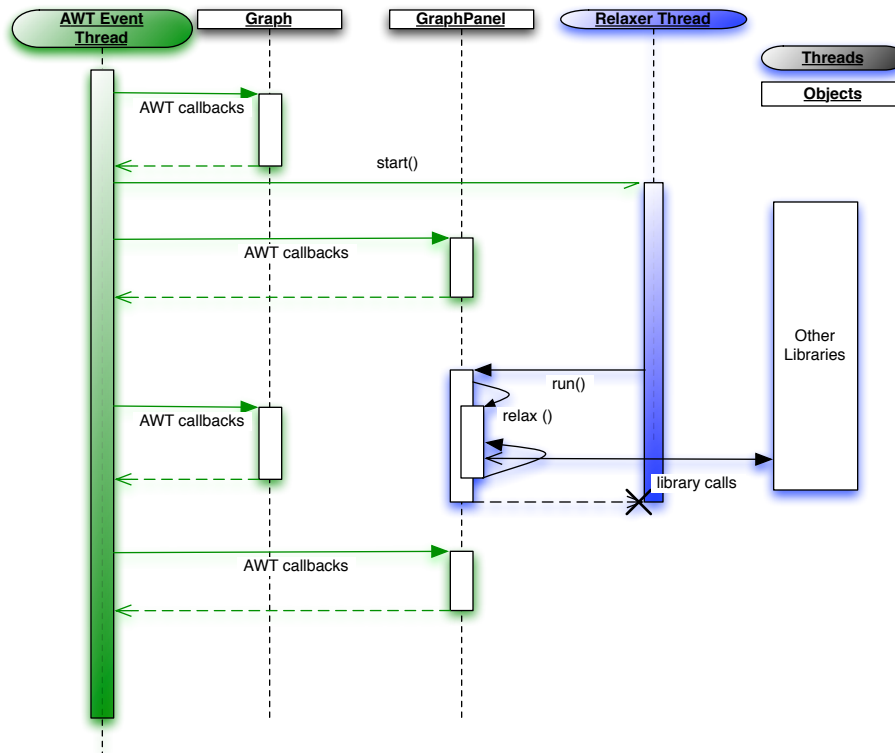 AWT Event
Thread
Graph
GraphPanel
Relaxer Thread
Threads
Objects
AWT callbacks
start()
AWT callbacks
Other
Libraries
run()
AWT callbacks
relax ()
library calls
AWT callbacks